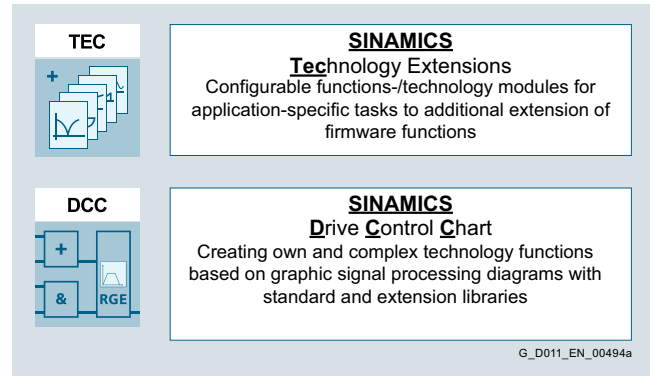 TEC
+
1
SINAMICS
Technology Extensions
Configurable functions-/technology modules for
application-specific tasks to additional extension of
firmware functions
DCC
+
&
RGE
SINAMICS
Drive Control Chart
Creating own and complex technology functions
based on graphic signal processing diagrams with
standard and extension libraries
G_D011_EN_00494a